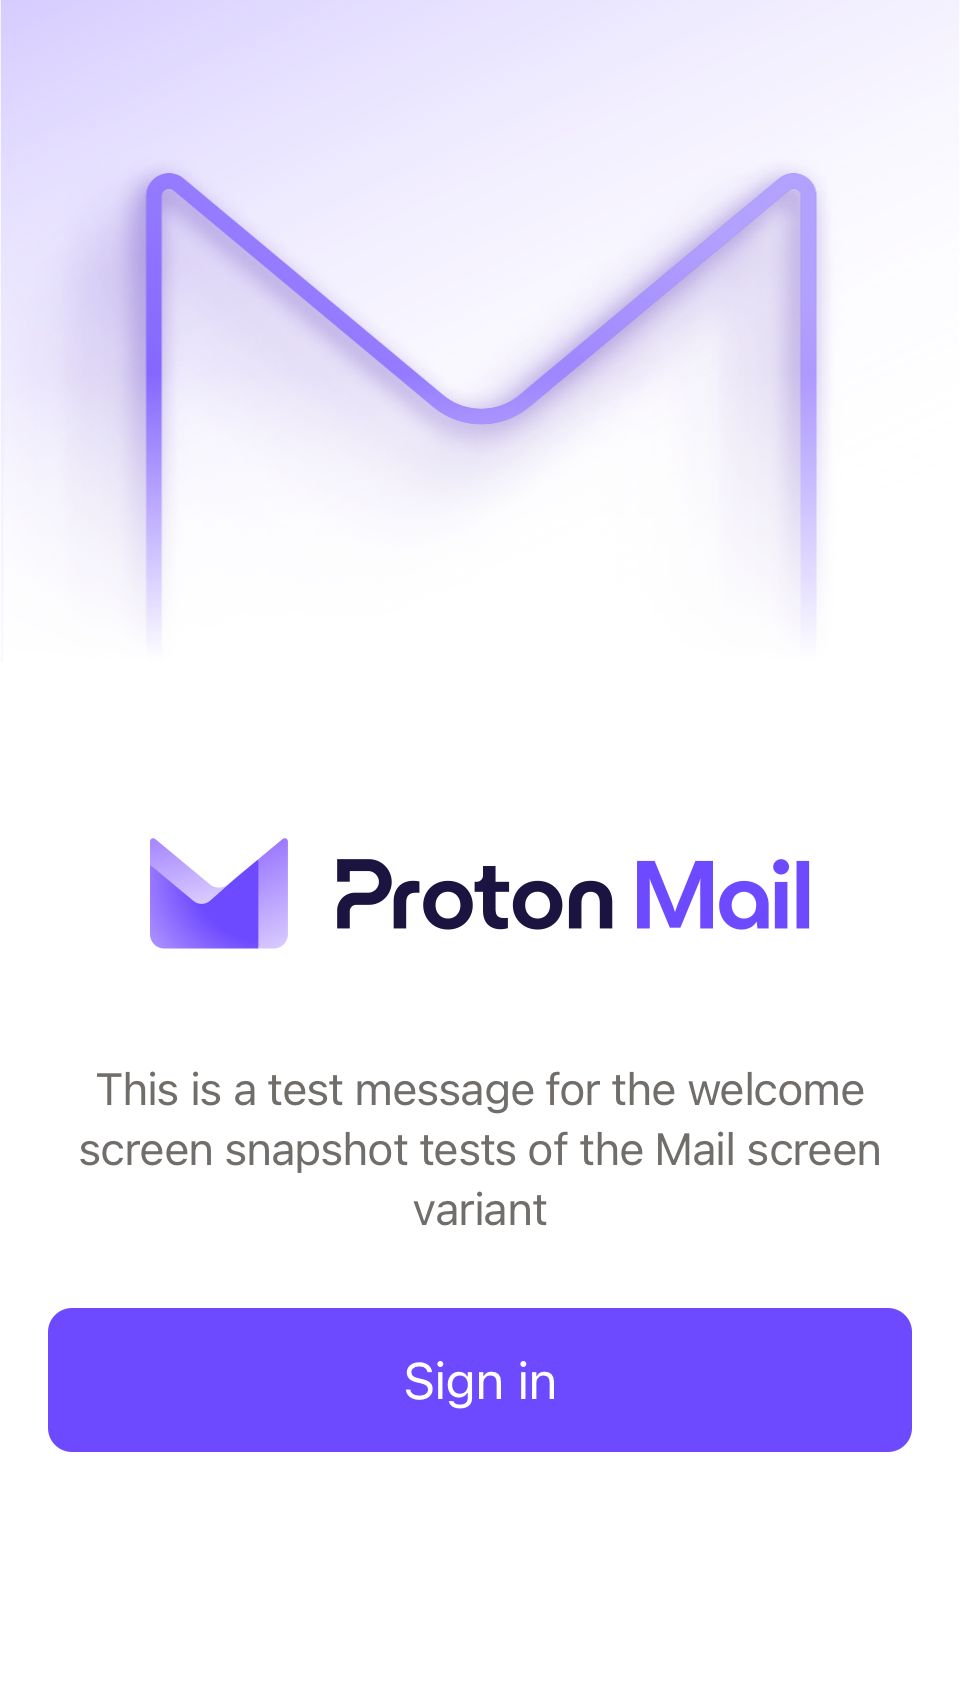 Proton Mail
This is a test message for the welcome
screen snapshot tests of the Mail screen
variant
Sign in